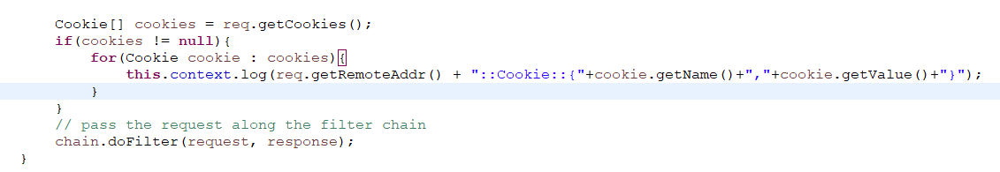 Cookie[] cookies = req.getCookies();
if(cookies != null){
for(Cookie cookie : cookies){
this.context.log(req.getRemoteAddr() + "::Cookie::{"+cookie.getName()+","+cookie.getValue()+"}");
}
}
// pass the request along the filter chain
chain.doFilter(request, response);
}